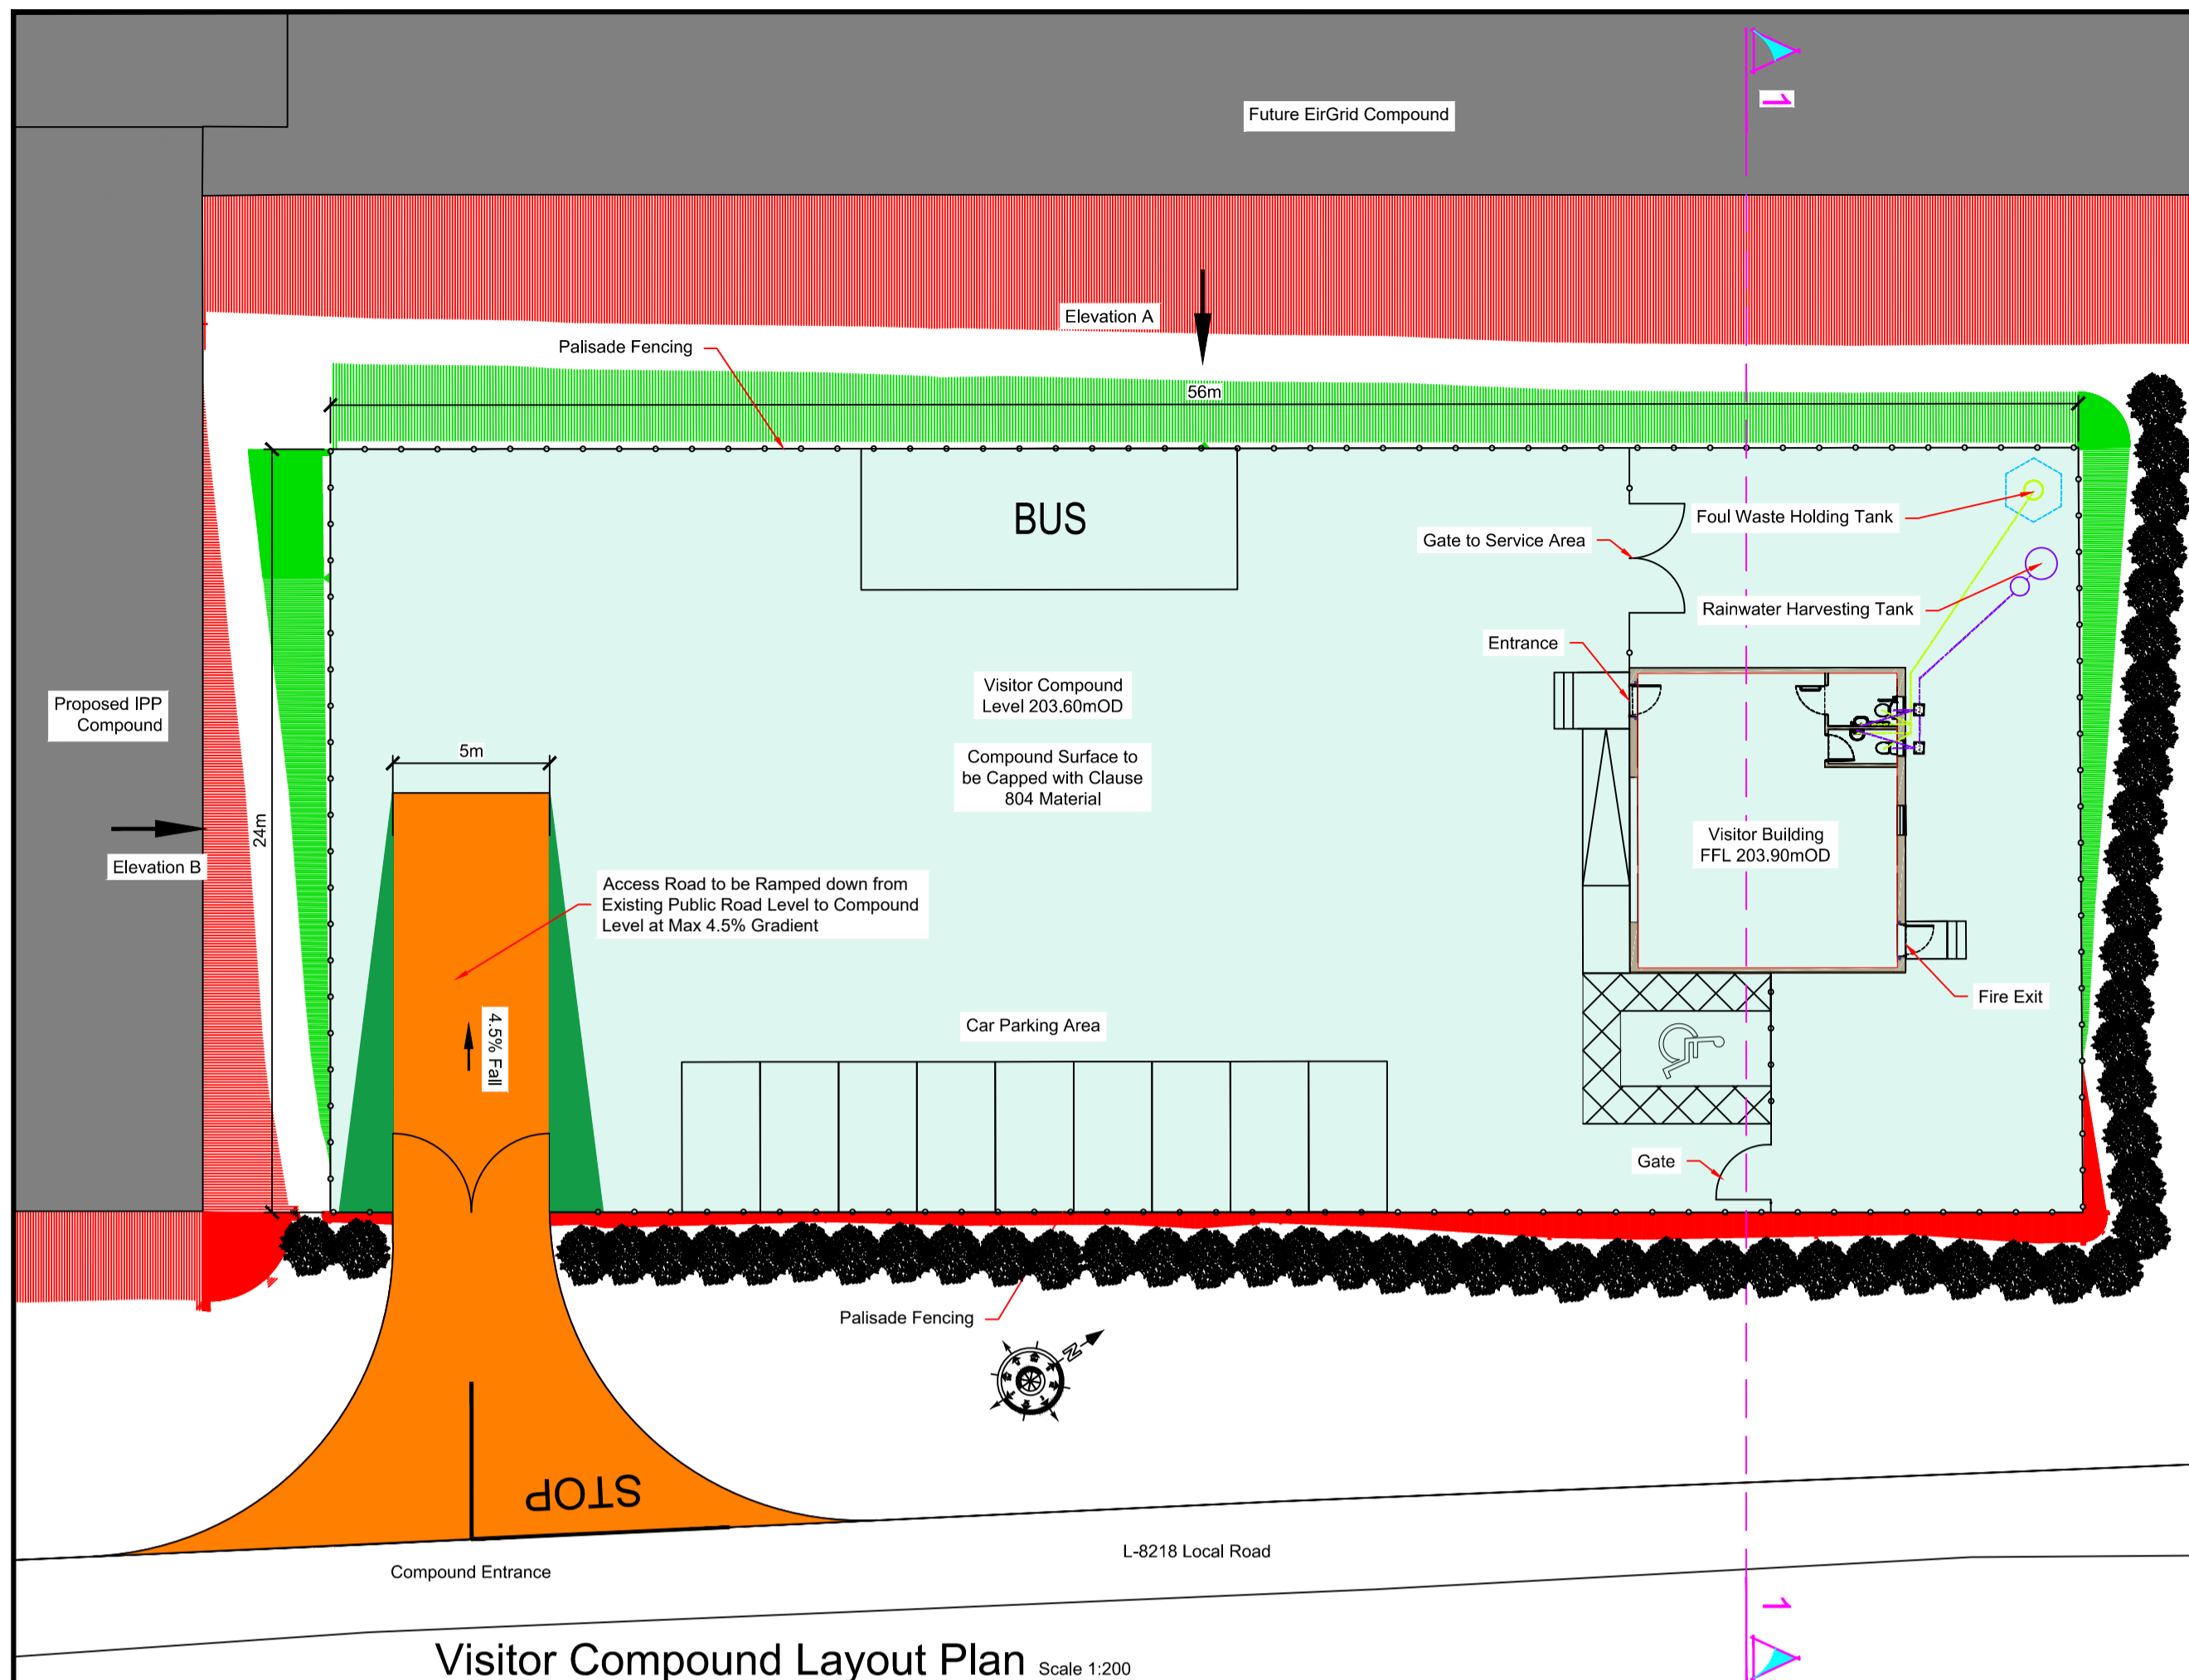 1
Future EirGrid Compound
Elevation A
Palisade Fencing
56m
BUS
Foul Waste Holding Tank
Gate to Service Area
Rainwater Harvesting Tank
Entrance
Visitor Compound
Level 203.60mOD
Proposed IPP
Compound
5m
Compound Surface to
be Capped with Clause
804 Material
24m
Visitor Building
FFL 203.90mOD
Elevation B
Access Road to be Ramped down from
Existing Public Road Level to Compound
Level at Max 4.5% Gradient
Fire Exit
4.5% Fall
Car Parking Area
Gate
Palisade Fencing
N
STOP
L-8218 Local Road
Compound Entrance
1
Visitor Compound Layout Plan Scale 1:200